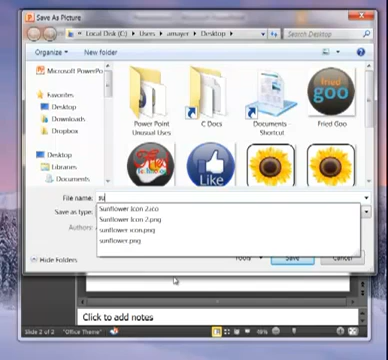 Save As Picture
Local Disk (C:) Users amayer Desktop
Search Desktop
Organize
New folder
Microsoft PowerPo
Favorites
Desktop
Downloads
Dropbox
Desktop
Libraries
Documents
Power Point Unusual Uses
C Docs
Documents Shortcut
fried goo
Fried Goo
Like
File name: su
Save as type:
Authors:
Sunflower Icon 2.ico
Sunflower Icon 2.png
sunflower icon.png
sunflower.png
Hide Folders
Tools
Save
Cancel
Click to add notes
Slide 2 of 2
"Office Theme"